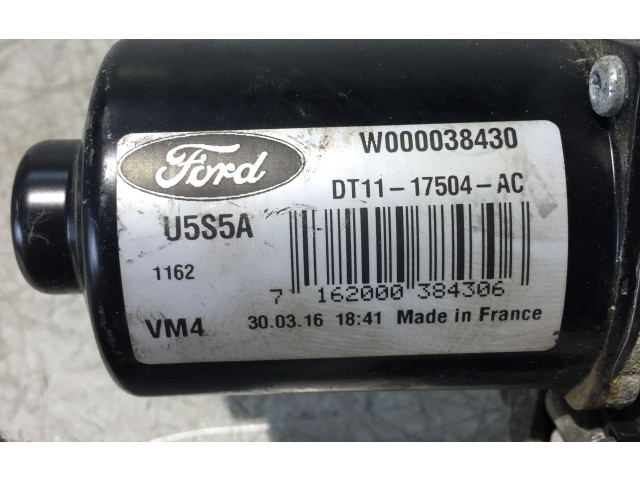 Ford
W000038430
DT11-17504-AC
U5S5A
1162
7 162000 384306
VM4
30.03.16 18:41 Made in France